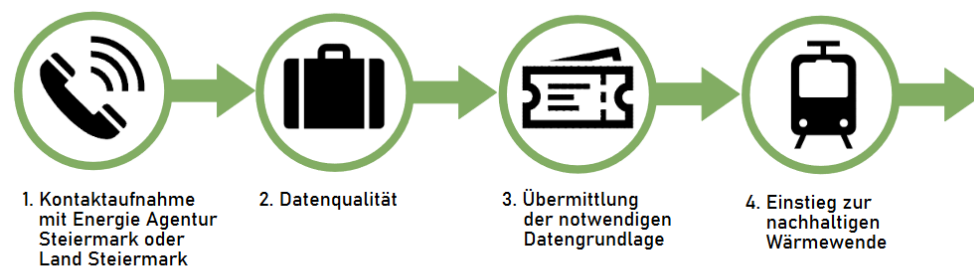 1. Kontaktaufnahme
mit Energie Agentur
Steiermark oder
Land Steiermark
2. Datenqualität
3. Übermittlung
der notwendigen
Datengrundlage
4. Einstieg zur
nachhaltigen
Wärmewende